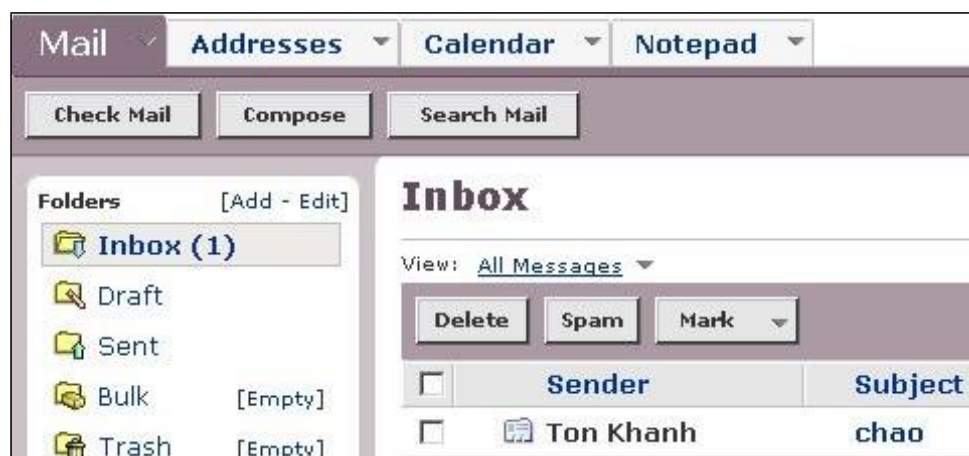 Mail Addresses Calendar Notepad
Check Mail Compose Search Mail
Folders [Add - Edit]
Inbox (1)
Draft
Sent
Bulk [Empty]
Trash [Empty]
Inbox
View: All Messages
Delete Spam Mark
Sender Subject
Ton Khanh chao